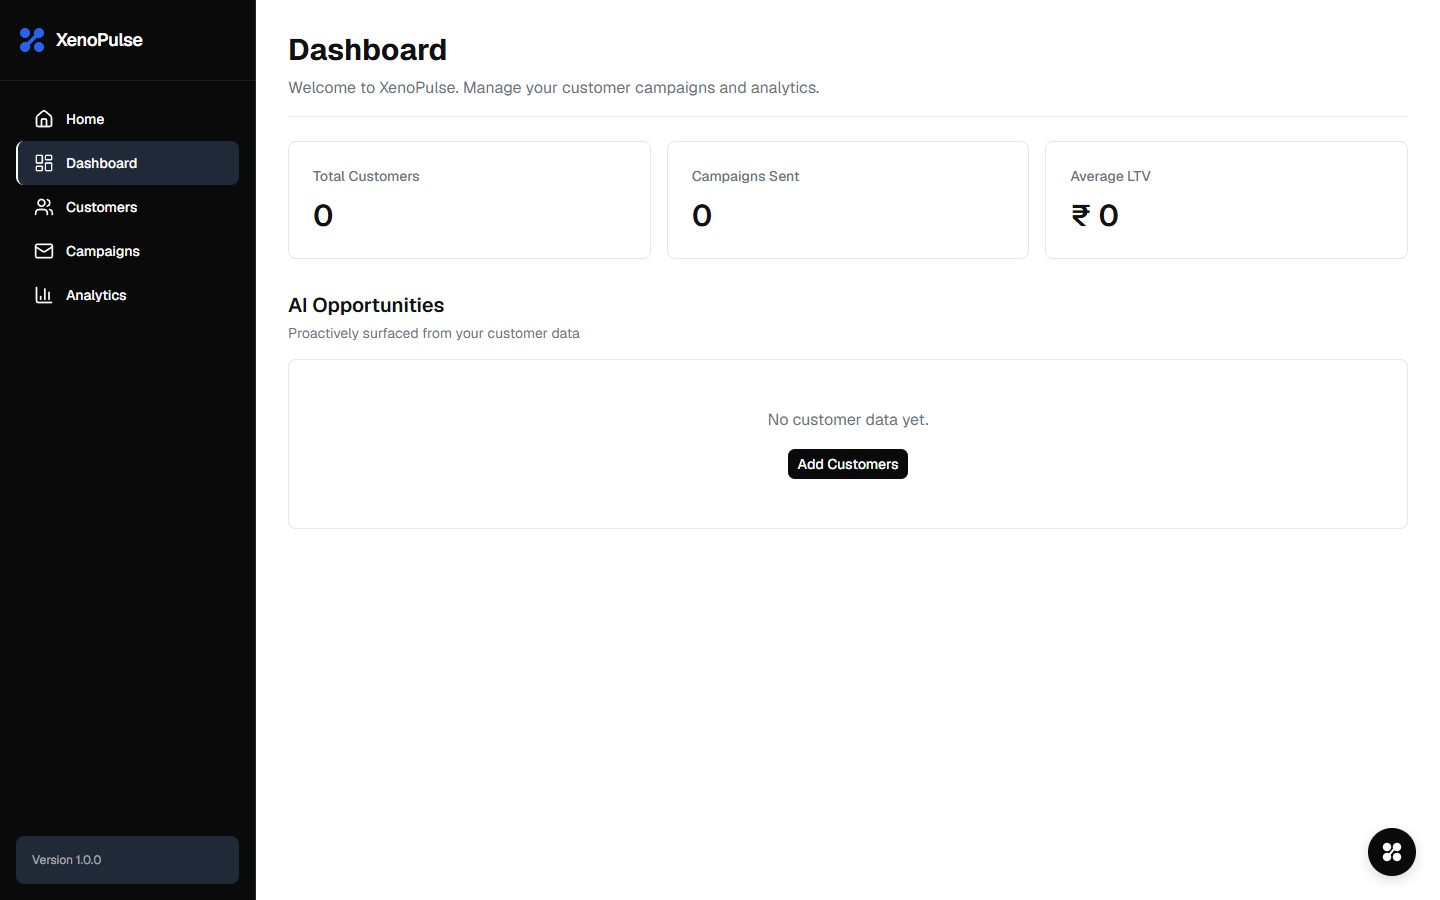 XenoPulse
Home
Dashboard
Customers
Campaigns
Analytics
Version 1.0.0
Dashboard
Welcome to XenoPulse. Manage your customer campaigns and analytics.
Total Customers
0
Campaigns Sent
0
Average LTV
₹ 0
AI Opportunities
Proactively surfaced from your customer data
No customer data yet.
Add Customers